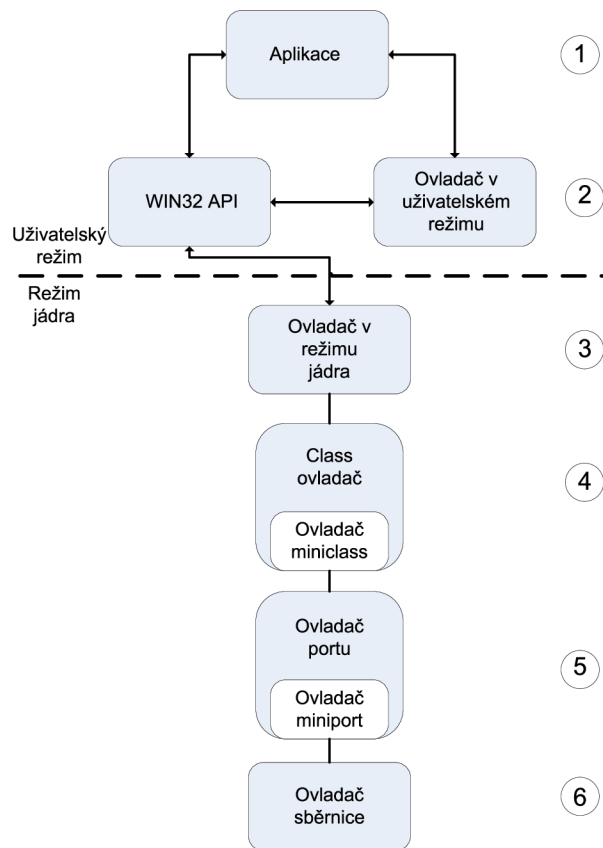 Aplikace
1
WIN32 API
Ovladač v
uživatelském
režimu
2
Uživatelský
režim
Režim
jádra
Ovladač v
režimu
jádra
3
Class
ovladač
4
Ovladač
miniclass
Ovladač
portu
5
Ovladač
miniport
Ovladač
sběrnice
6